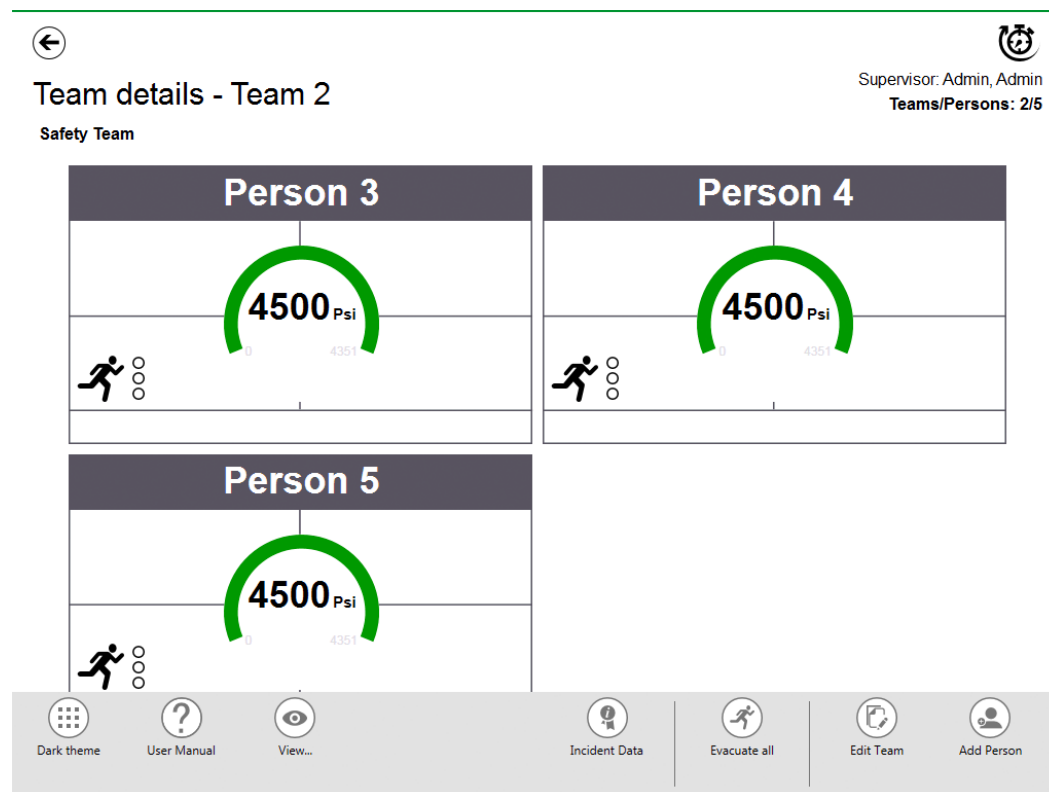 Supervisor: Admin, Admin
Team details - Team 2
Teams/Persons: 2/5
Safety Team
Person 3
Person 4
4500 Psi
4500 Psi
0 4351
0 4351
Person 5
4500 Psi
0 4351
Dark theme
User Manual
View...
Incident Data
Evacuate all
Edit Team
Add Person